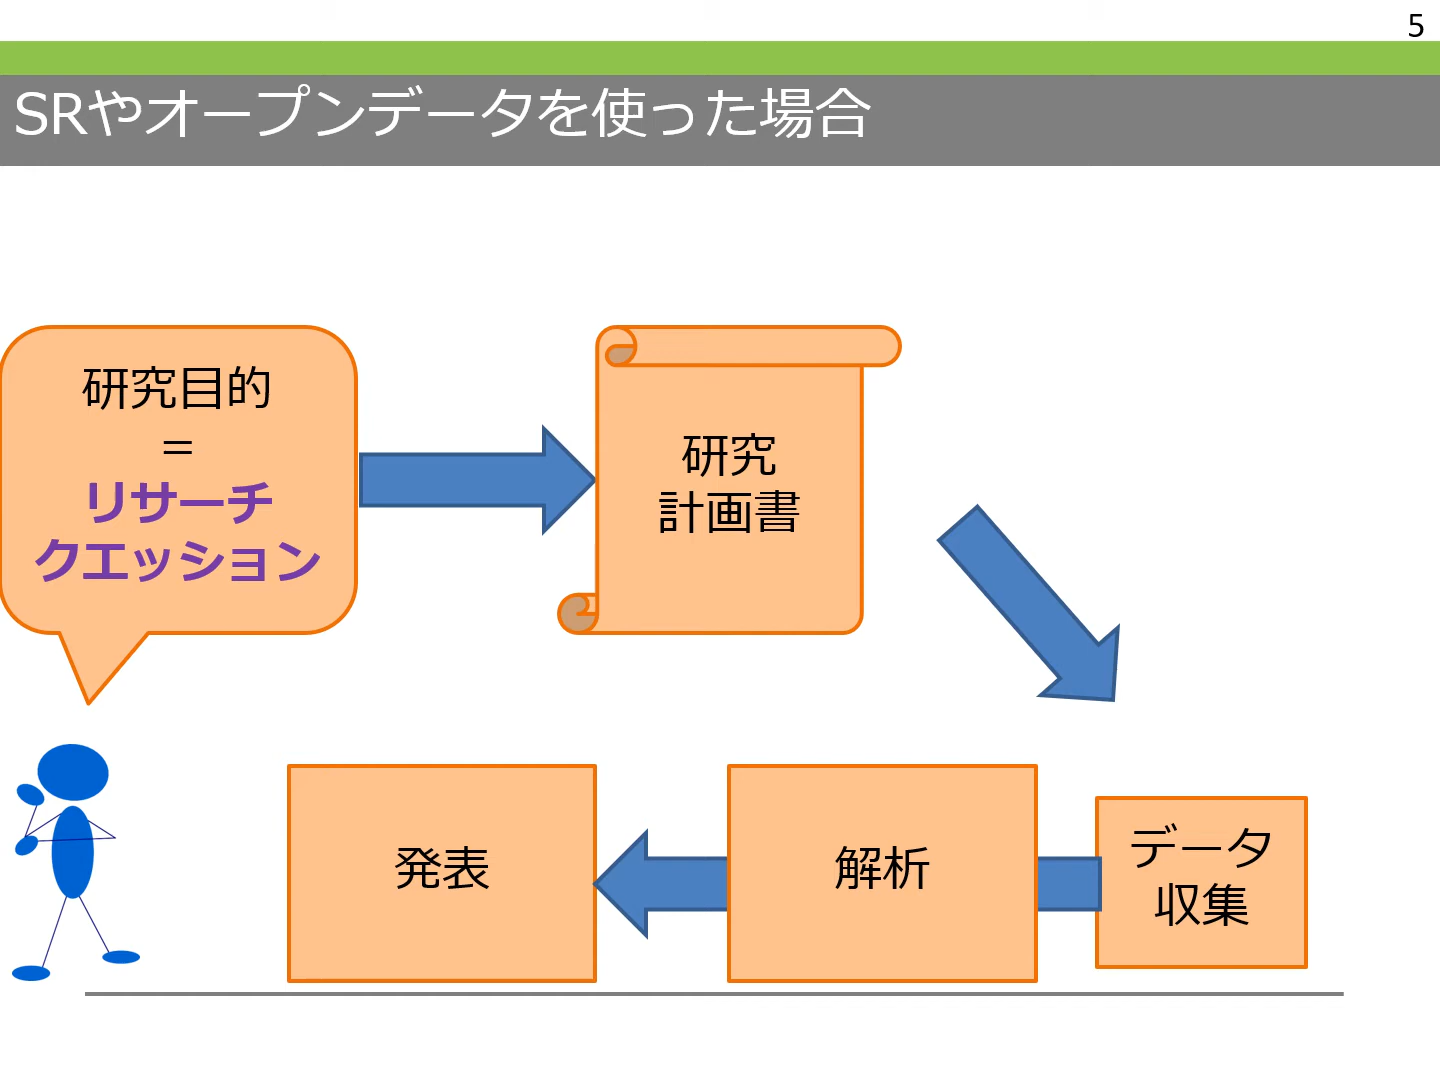 5
SRやオープンデータを使った場合
研究目的
＝
リサーチ
クエッション
研究
計画書
発表
解析
データ
収集